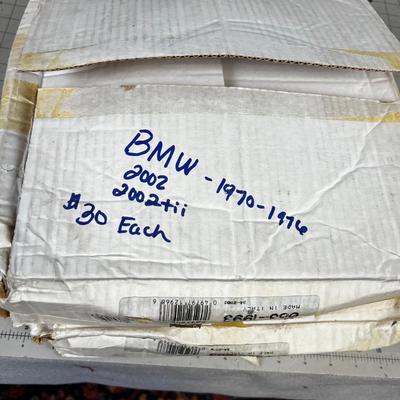 BMW - 1970-1976
2002
2002tii
$30 Each
MADE IN ITALY